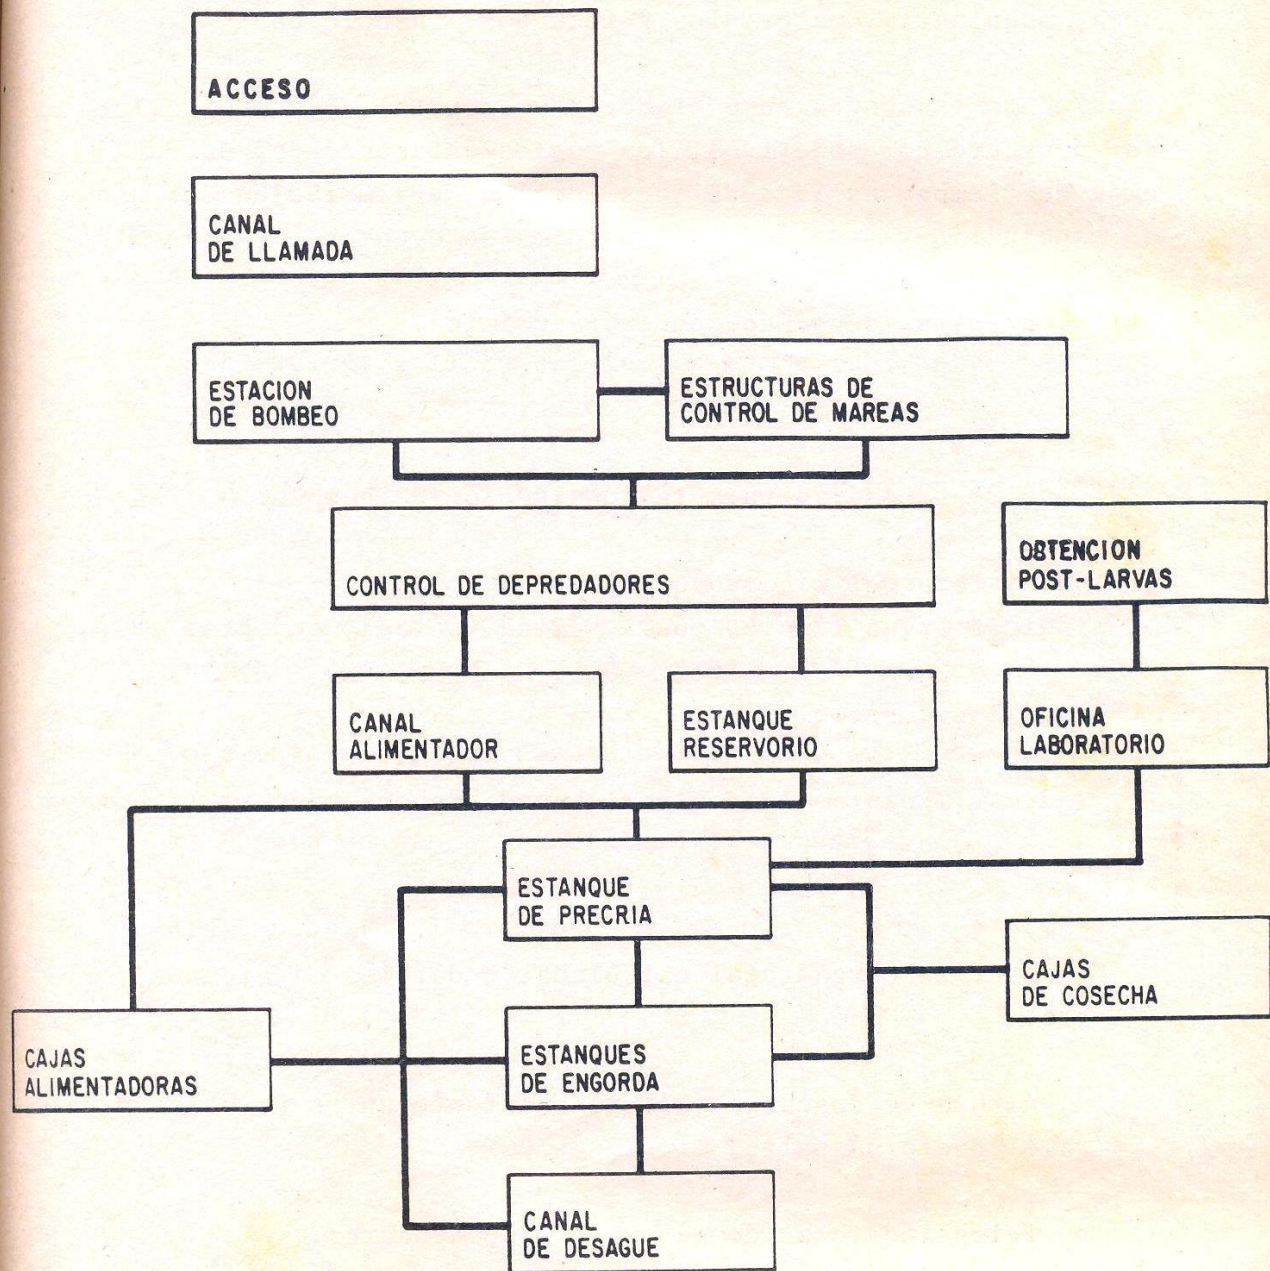 ACCESO
CANAL
DE LLAMADA
ESTACION
DE BOMBEO
ESTRUCTURAS DE
CONTROL DE MAREAS
CONTROL DE DEPREDADORES
OBTENCION
POST-LARVAS
CANAL
ALIMENTADOR
ESTANQUE
RESERVORIO
OFICINA
LABORATORIO
ESTANQUE
DE PRECRIA
CAJAS
DE COSECHA
CAJAS
ALIMENTADORAS
ESTANQUES
DE ENGORDA
CANAL
DE DESAGUE